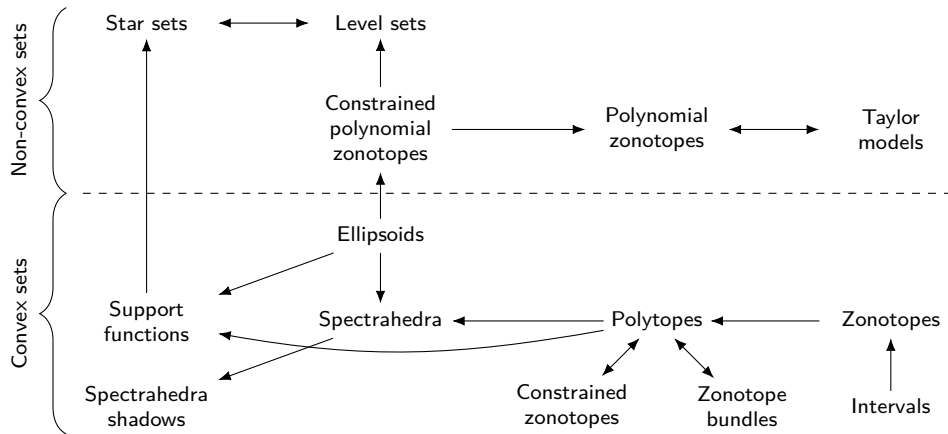 Non-convex sets
Star sets
Level sets
Constrained
polynomial
zonotopes
Polynomial
zonotopes
Taylor
models
Convex sets
Ellipsoids
Support
functions
Spectrahedra
Polytopes
Zonotopes
Spectrahedra
shadows
Constrained
zonotopes
Zonotope
bundles
Intervals